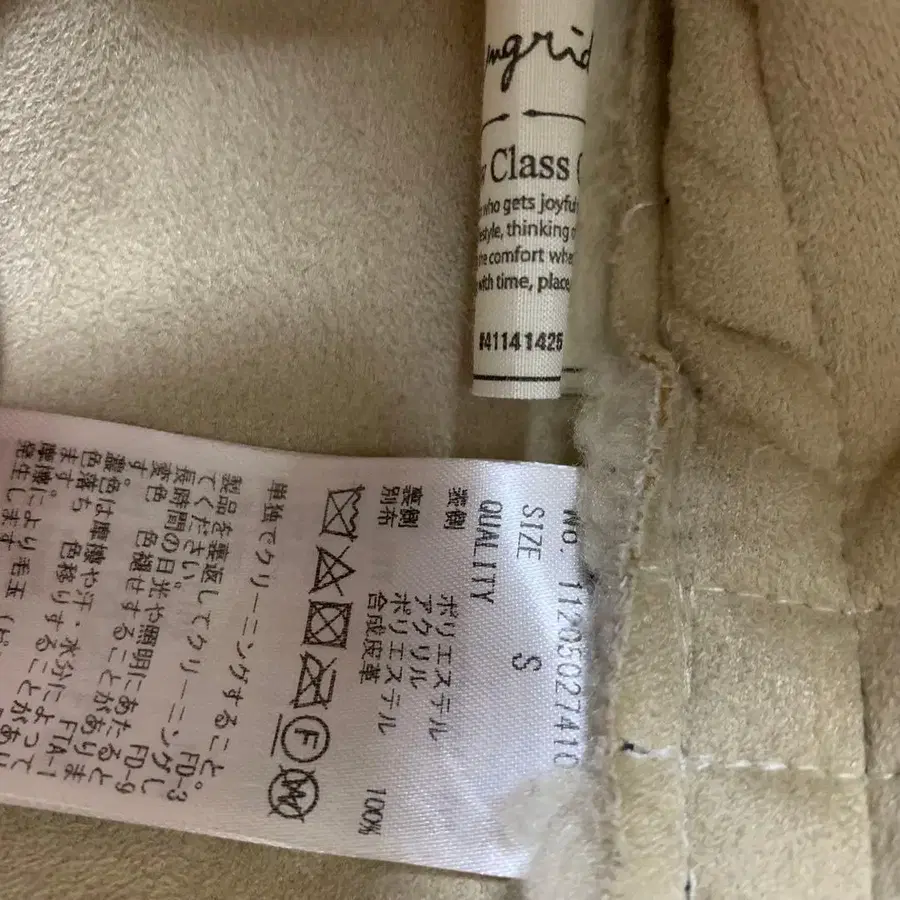 Ingrid
Class
who gets joyful
style, thinking
the comfort whe
with time, place
#41141425
No. 11205027410
SIZE S
QUALITY
表側 ポリエステル
アクリル
裏側 ポリエステル
別布 合成皮革 100%
F
W
単独でクリーニングすること。
製品を裏返してクリーニングし
てください。 FD-3
長時間の日光や照明にあたると
変色 色褪せすることがありま
す FD-9
濃色は摩擦や汗・水分によって
色落ち 色移りすることがあり
ます FTA-1
摩擦により毛玉
発生します